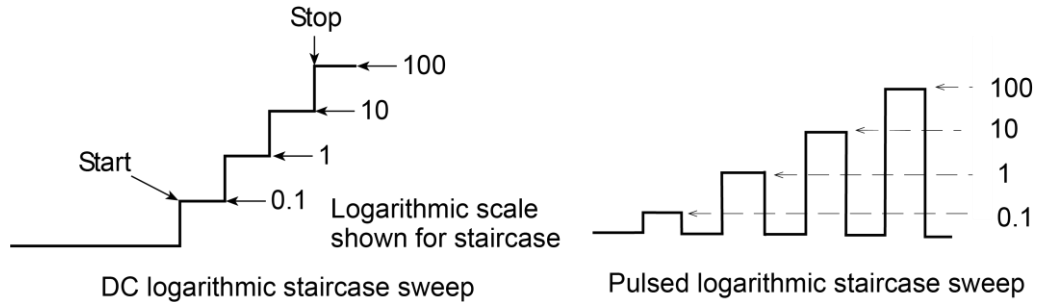 Stop
100
10
1
Start
0.1
Logarithmic scale
shown for staircase
DC logarithmic staircase sweep
100
10
1
0.1
Pulsed logarithmic staircase sweep